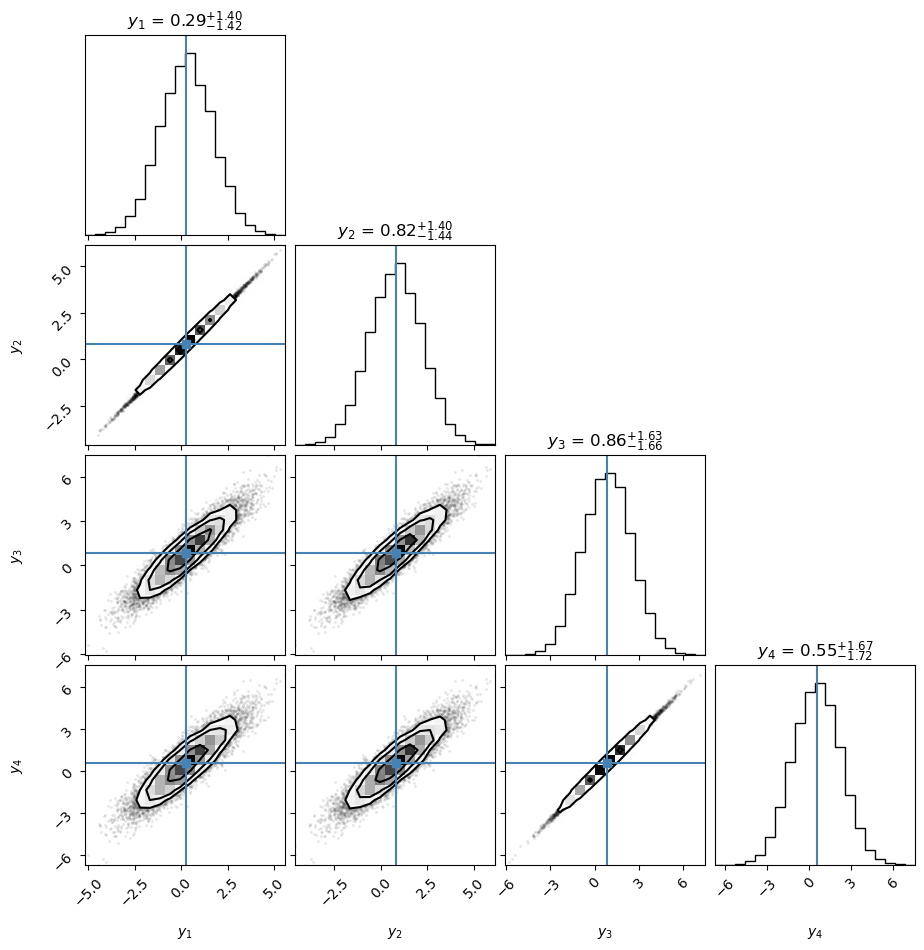 y1 = 0.29+1.40−1.42
y2 = 0.82+1.40−1.44
5.0
2.5
0.0
−2.5
y2
y3 = 0.86+1.63−1.66
6
3
0
−3
−6
y3
y4 = 0.55+1.67−1.72
6
3
0
−3
−6
y4
−5.0 −2.5 0.0 2.5 5.0 −2.5 0.0 2.5 5.0 −6 −3 0 3 6 −6 −3 0 3 6
y1 y2 y3 y4